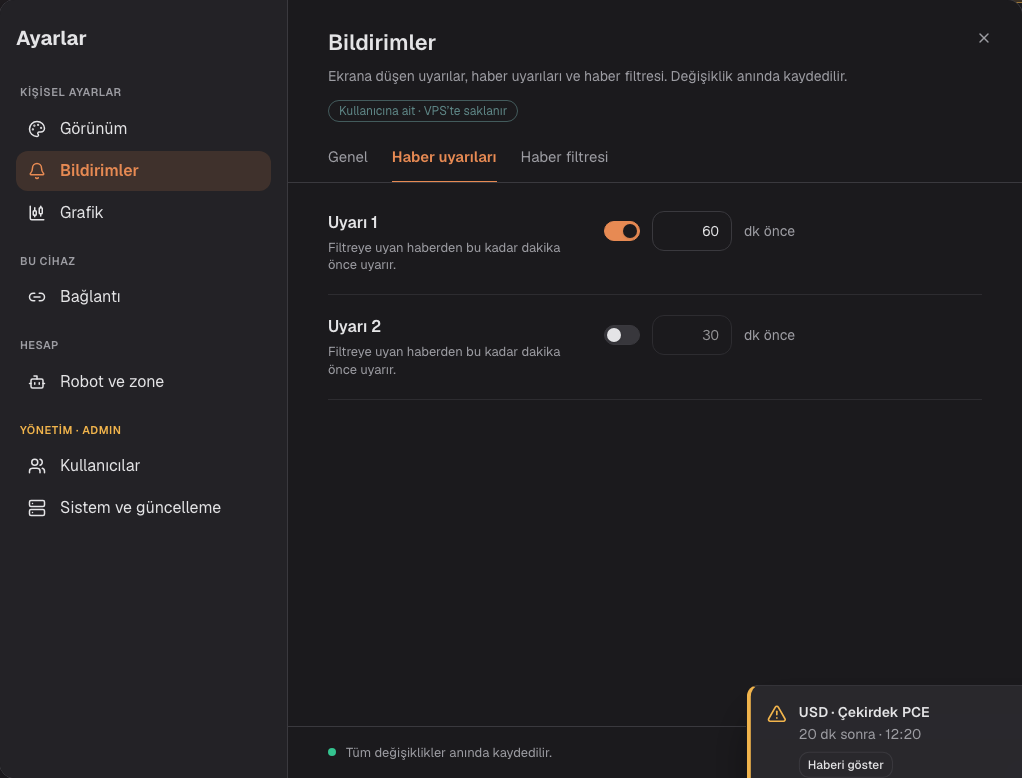 Ayarlar
KİŞİSEL AYARLAR
Görünüm
Bildirimler
Grafik
BU CİHAZ
Bağlantı
HESAP
Robot ve zone
YÖNETİM · ADMIN
Kullanıcılar
Sistem ve güncelleme
Bildirimler
Ekrana düşen uyarılar, haber uyarıları ve haber filtresi. Değişiklik anında kaydedilir.
Kullanıcına ait · VPS'te saklanır
Genel Haber uyarıları Haber filtresi
Uyarı 1
Filtreye uyan haberden bu kadar dakika
önce uyarır.
60 dk önce
Uyarı 2
Filtreye uyan haberden bu kadar dakika
önce uyarır.
30 dk önce
Tüm değişiklikler anında kaydedilir.
USD · Çekirdek PCE
20 dk sonra · 12:20
Haberi göster